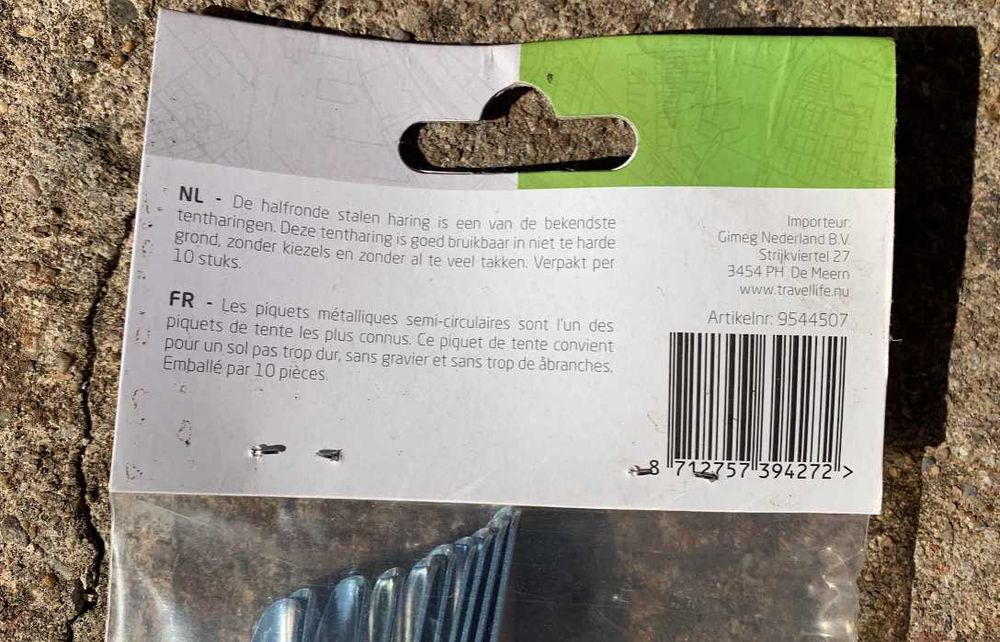 NL - De halfronde stalen haring is een van de bekendste
tentharingen. Deze tentharing is goed bruikbaar in niet te harde
grond, zonder kiezels en zonder al te veel takken. Verpakt per
10 stuks.
FR - Les piquets métalliques semi-circulaires sont l'un des
piquets de tente les plus connus. Ce piquet de tente convient
pour un sol pas trop dur, sans gravier et sans trop de âbranches.
Emballé par 10 pièces.
Importeur:
Gimeg Nederland B.V.
Strijkviertel 27
3454 PH De Meern
www.travellife.nu
Artikelnr: 9544507
8 712757 394272 >